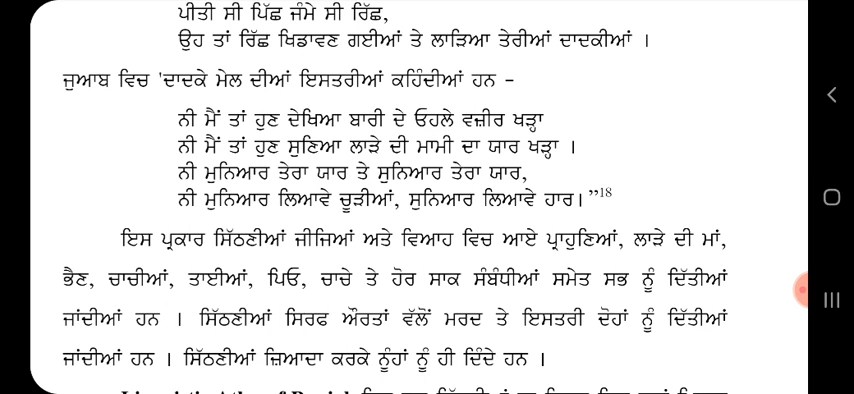 ਪੀਤੀ ਸੀ ਪਿੱਛ ਜੰਮੇ ਸੀ ਰਿੱਛ,
ਉਹ ਤਾਂ ਰਿੱਛ ਖਿਡਾਵਣ ਗਈਆਂ ਤੇ ਲਾੜਿਆ ਤੇਰੀਆਂ ਦਾਦਕੀਆਂ ।
ਜੁਆਬ ਵਿਚ 'ਦਾਦਕੇ ਮੇਲ ਦੀਆਂ ਇਸਤਰੀਆਂ ਕਹਿੰਦੀਆਂ ਹਨ -
ਨੀ ਮੈਂ ਤਾਂ ਹੁਣ ਦੇਖਿਆ ਬਾਰੀ ਦੇ ਓਹਲੇ ਵਜ਼ੀਰ ਖੜ੍ਹਾ
ਨੀ ਮੈਂ ਤਾਂ ਹੁਣ ਸੁਣਿਆ ਲਾੜੇ ਦੀ ਮਾਮੀ ਦਾ ਯਾਰ ਖੜ੍ਹਾ ।
ਨੀ ਮੁਨਿਆਰ ਤੇਰਾ ਯਾਰ ਤੇ ਸੁਨਿਆਰ ਤੇਰਾ ਯਾਰ,
ਨੀ ਮੁਨਿਆਰ ਲਿਆਵੇ ਚੂੜੀਆਂ, ਸੁਨਿਆਰ ਲਿਆਵੇ ਹਾਰ।”18
ਇਸ ਪ੍ਰਕਾਰ ਸਿੱਠਣੀਆਂ ਜੀਜਿਆਂ ਅਤੇ ਵਿਆਹ ਵਿਚ ਆਏ ਪ੍ਰਾਹੁਣਿਆਂ, ਲਾੜੇ ਦੀ ਮਾਂ,
ਭੈਣ, ਚਾਚੀਆਂ, ਤਾਈਆਂ, ਪਿਓ, ਚਾਚੇ ਤੇ ਹੋਰ ਸਾਕ ਸੰਬੰਧੀਆਂ ਸਮੇਤ ਸਭ ਨੂੰ ਦਿੱਤੀਆਂ
ਜਾਂਦੀਆਂ ਹਨ । ਸਿੱਠਣੀਆਂ ਸਿਰਫ ਔਰਤਾਂ ਵੱਲੋਂ ਮਰਦ ਤੇ ਇਸਤਰੀ ਦੋਹਾਂ ਨੂੰ ਦਿੱਤੀਆਂ
ਜਾਂਦੀਆਂ ਹਨ । ਸਿੱਠਣੀਆਂ ਜ਼ਿਆਦਾ ਕਰਕੇ ਨੂੰਹਾਂ ਨੂੰ ਹੀ ਦਿੰਦੇ ਹਨ ।